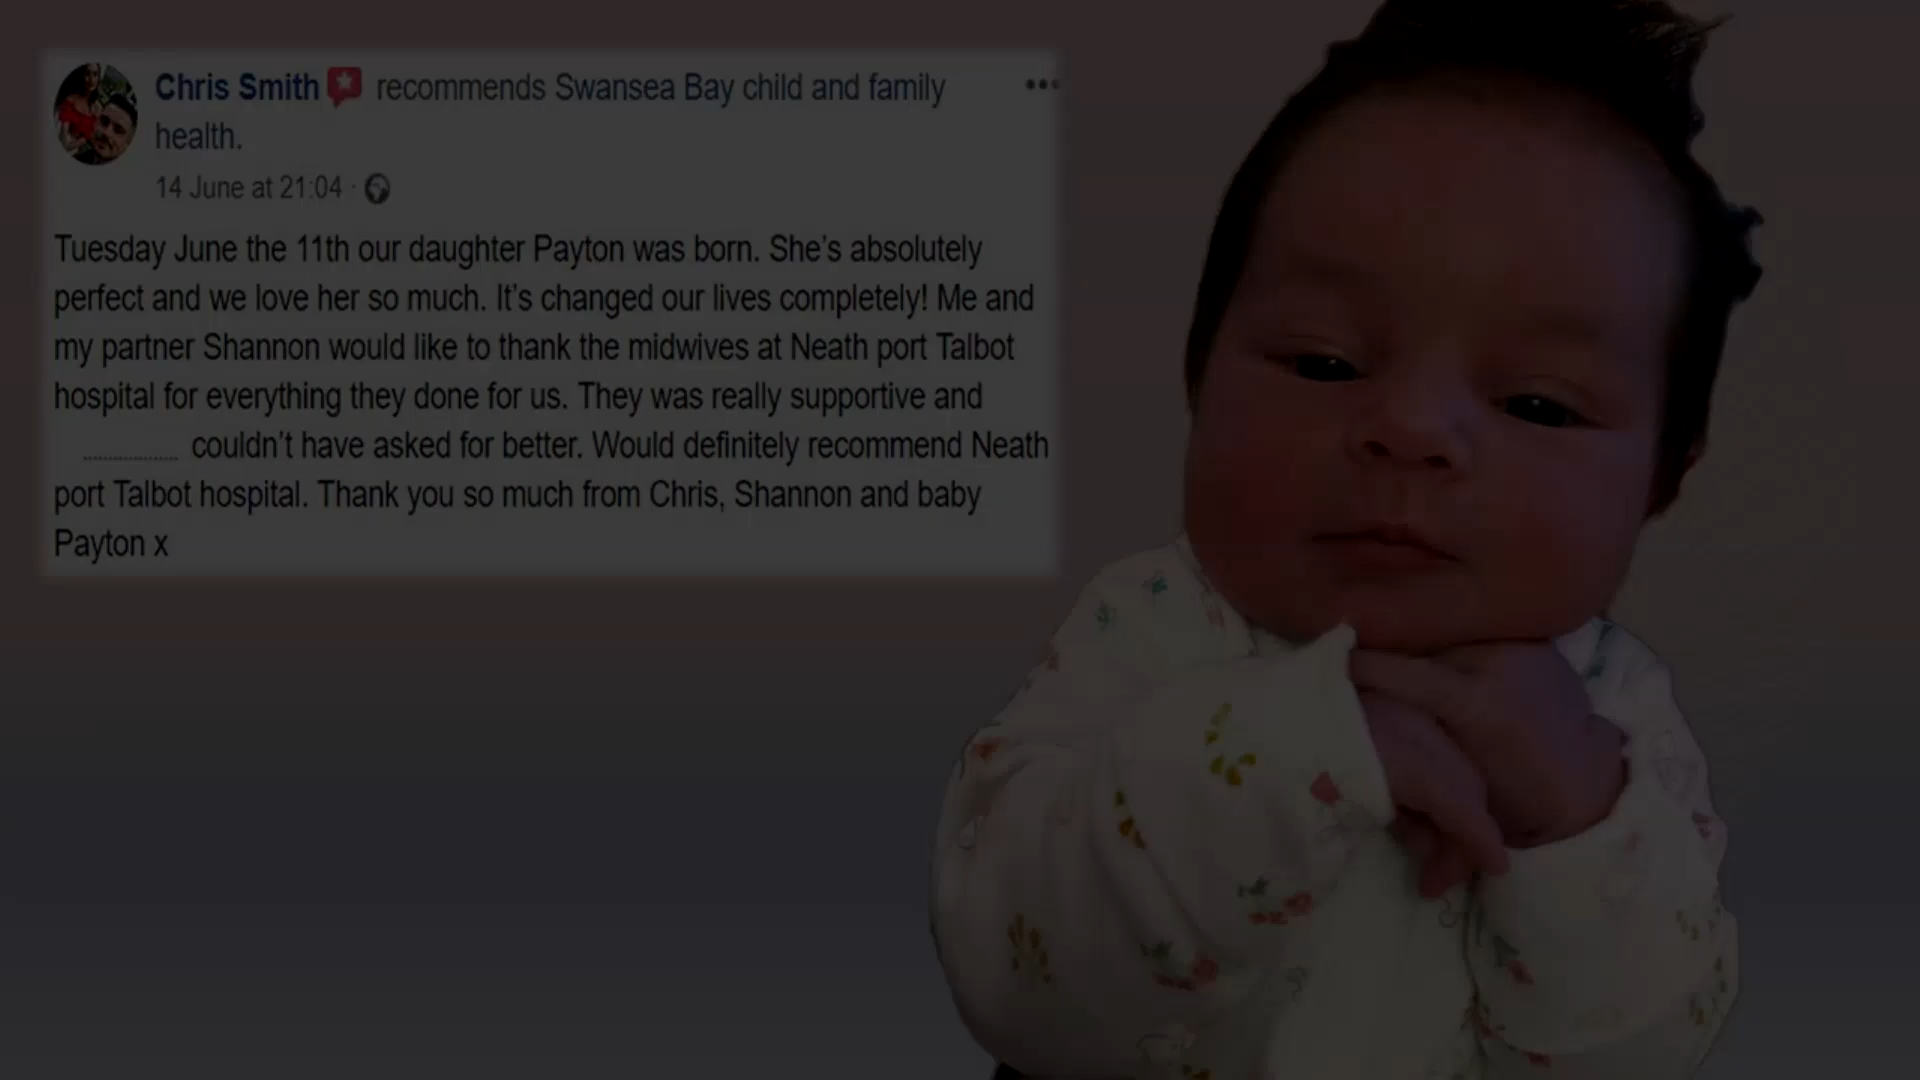 Chris Smith recommends Swansea Bay child and family
health.
14 June at 21:04 ·
Tuesday June the 11th our daughter Payton was born. She's absolutely
perfect and we love her so much. It's changed our lives completely! Me and
my partner Shannon would like to thank the midwives at Neath port Talbot
hospital for everything they done for us. They was really supportive and
.................... couldn't have asked for better. Would definitely recommend Neath
port Talbot hospital. Thank you so much from Chris, Shannon and baby
Payton x